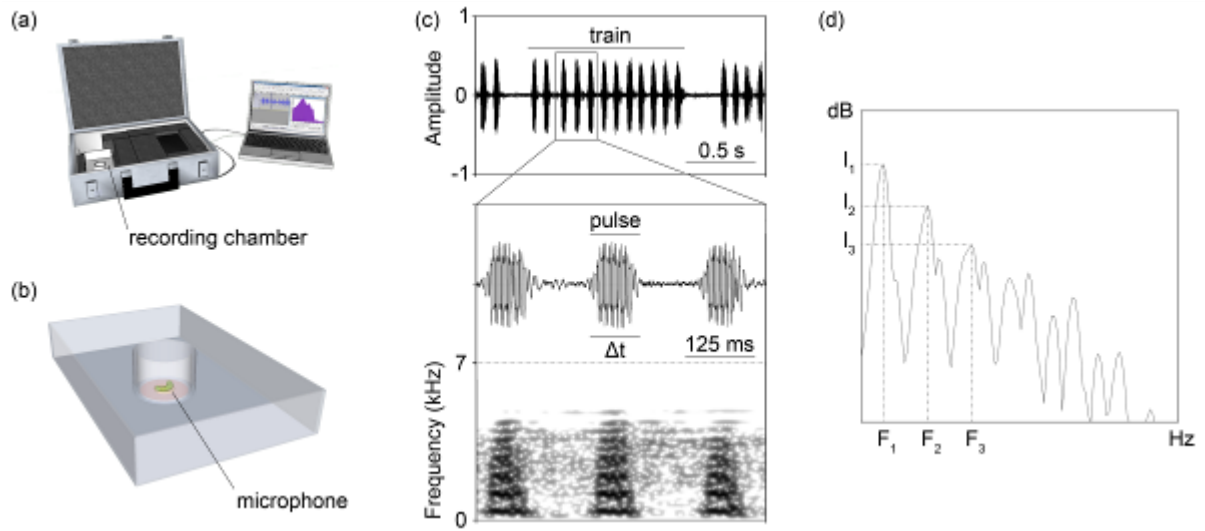 (a)
recording chamber
(b)
microphone
(c)
1
train
Amplitude
0
0.5 s
-1
pulse
Δt
125 ms
7
Frequency (kHz)
0
(d)
dB
I1
I2
I3
F1
F2
F3
Hz